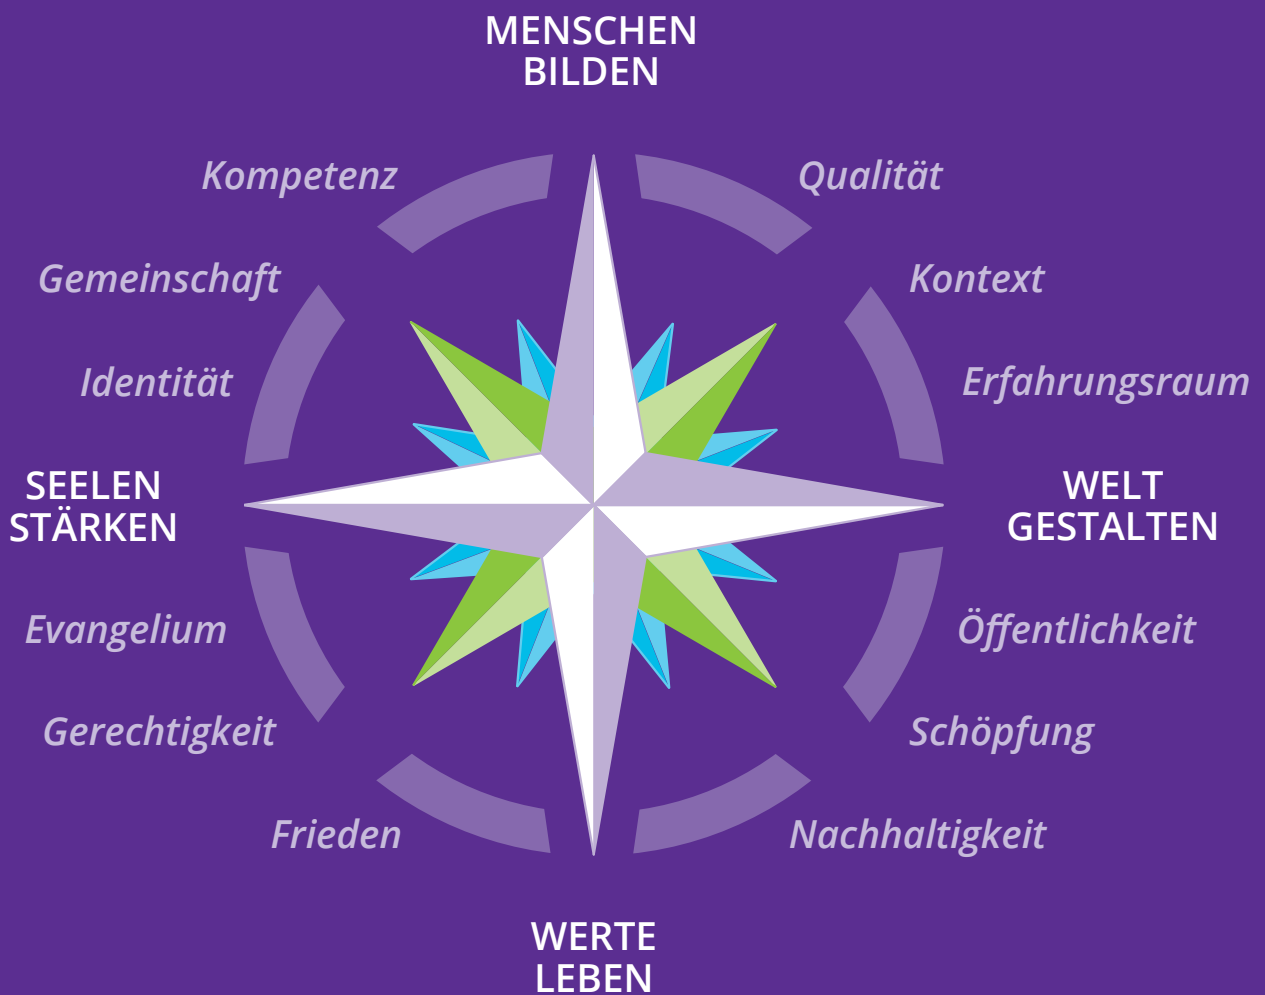 MENSCHEN
BILDEN
Kompetenz
Qualität
Gemeinschaft
Kontext
Identität
Erfahrungsraum
SEELEN
STÄRKEN
WELT
GESTALTEN
Evangelium
Öffentlichkeit
Gerechtigkeit
Schöpfung
Frieden
Nachhaltigkeit
WERTE
LEBEN